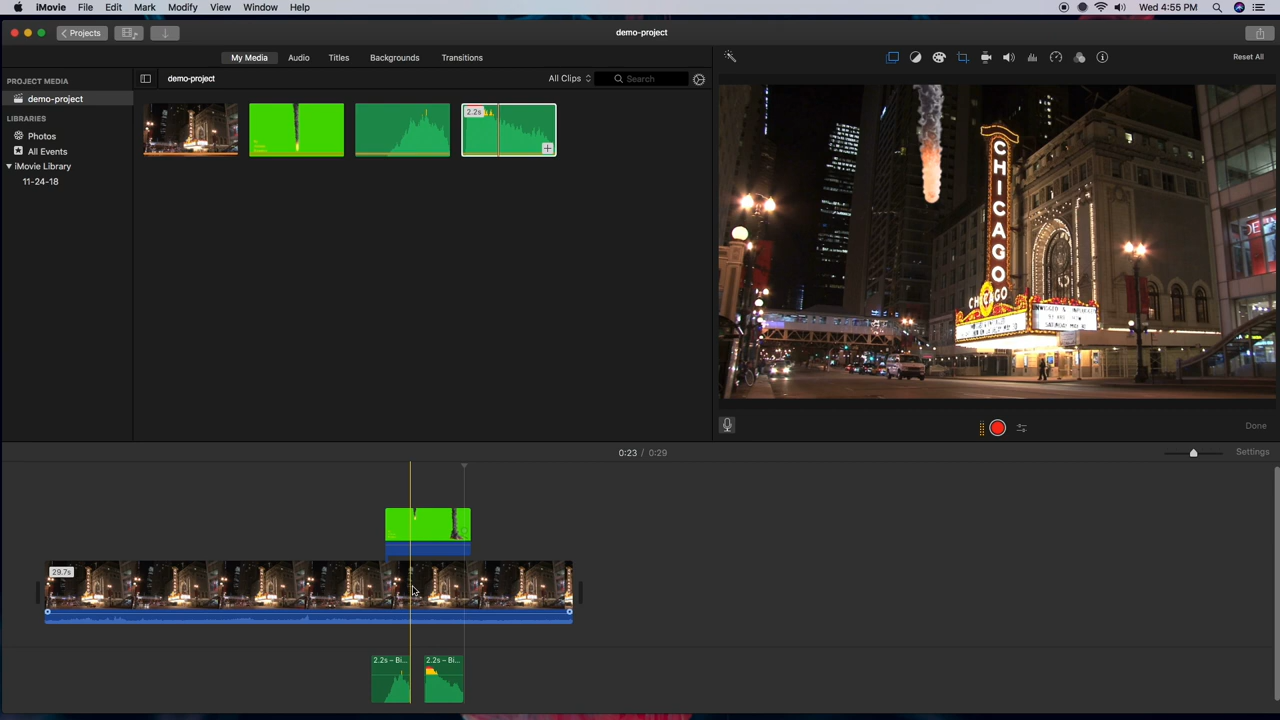 iMovie File Edit Mark Modify View Window Help Wed 4:55 PM
Projects demo-project
My Media Audio Titles Backgrounds Transitions Reset All
PROJECT MEDIA
demo-project All Clips Search
demo-project
LIBRARIES
Photos
All Events
iMovie Library
11-24-18
2.2s
CHICAGO
CHICAGO
Done
0:23 / 0:29 Settings
29.7s
2.2s – Bi... 2.2s – Bi...